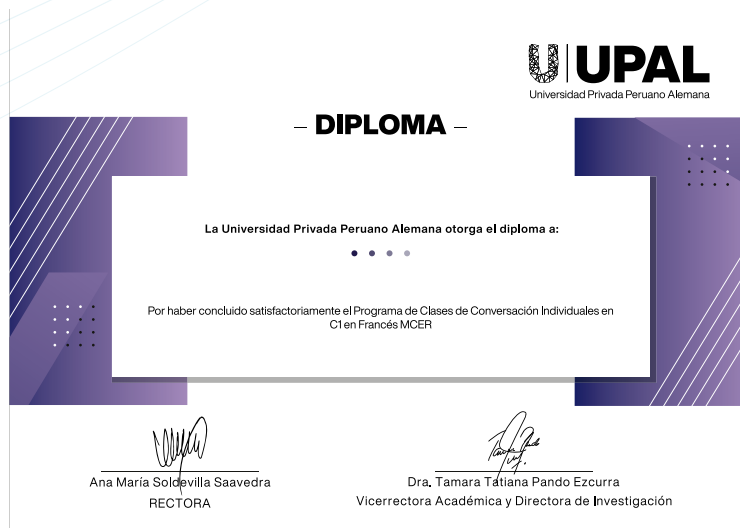 UPAL
Universidad Privada Peruano Alemana
– DIPLOMA –
La Universidad Privada Peruano Alemana otorga el diploma a:
Por haber concluido satisfactoriamente el Programa de Clases de Conversación Individuales en
C1 en Francés MCER
Ana María Soldevilla Saavedra
RECTORA
Dra. Tamara Tatiana Pando Ezcurra
Vicerrectora Académica y Directora de Investigación